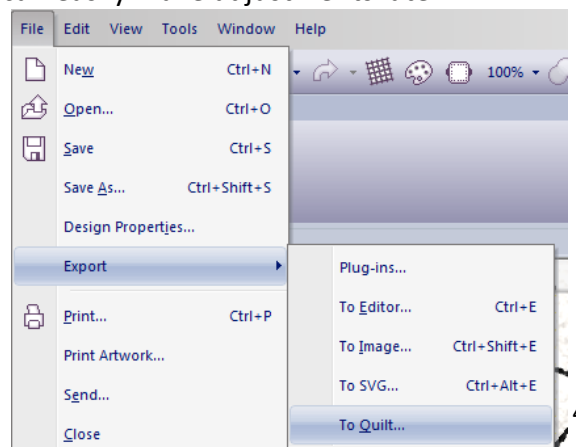 File Edit View Tools Window Help
New Ctrl+N
100%
Open... Ctrl+O
Save Ctrl+S
Save As... Ctrl+Shift+S
Design Properties...
Export
Plug-ins...
Print... Ctrl+P
To Editor... Ctrl+E
Print Artwork...
To Image... Ctrl+Shift+E
Send...
To SVG... Ctrl+Alt+E
Close
To Quilt...